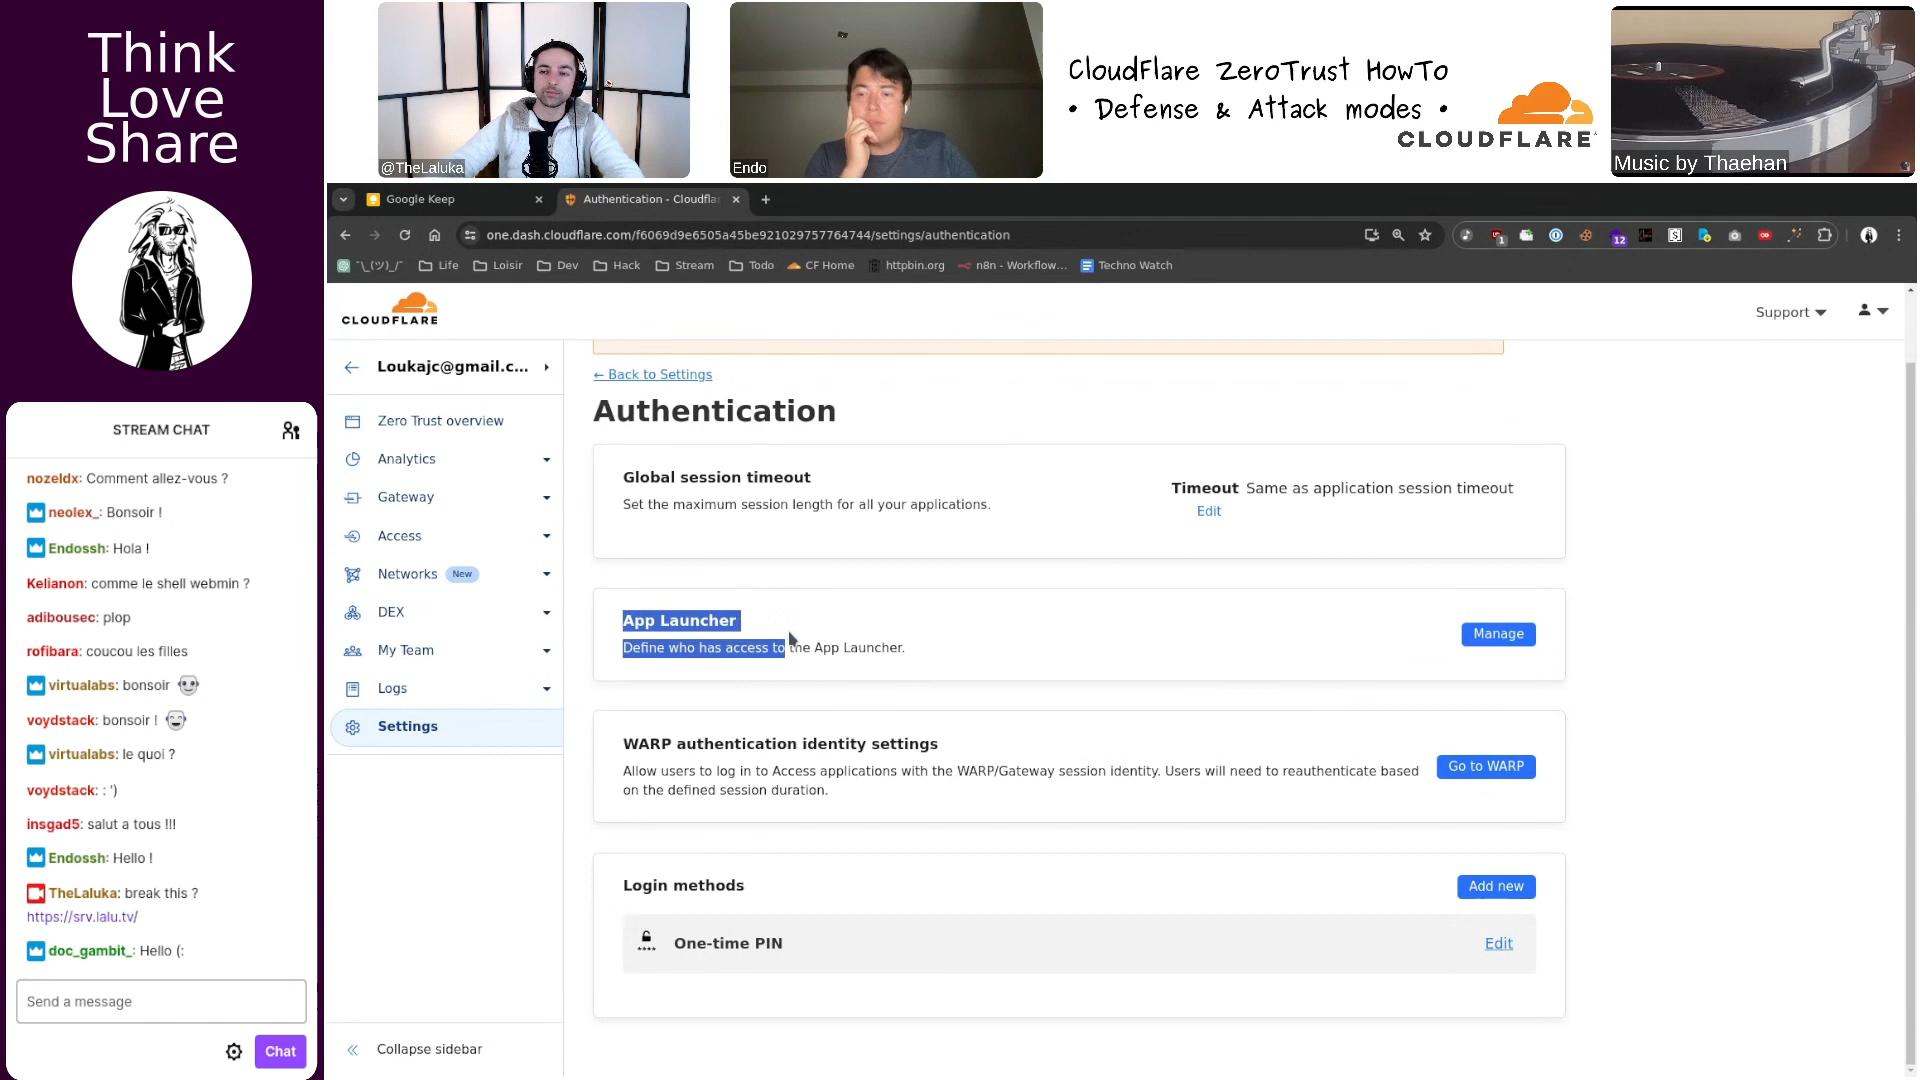 Think
Love
Share
@TheLaluka
Endo
CloudFlare ZeroTrust HowTo
• Defense & Attack modes •
CLOUDFLARE
Music by Thaehan
Google Keep
Authentication - Cloudfla
one.dash.cloudflare.com/f6069d9e6505a45be921029757764744/settings/authentication
1
12
¯\_(ツ)_/¯
Life
Loisir
Dev
Hack
Stream
Todo
CF Home
httpbin.org
n8n - Workflow...
Techno Watch
CLOUDFLARE
Support
Loukajc@gmail.c...
Zero Trust overview
Analytics
Gateway
Access
Networks New
DEX
My Team
Logs
Settings
Collapse sidebar
← Back to Settings
Authentication
Global session timeout
Set the maximum session length for all your applications.
Timeout Same as application session timeout
Edit
App Launcher
Define who has access to the App Launcher.
Manage
WARP authentication identity settings
Allow users to log in to Access applications with the WARP/Gateway session identity. Users will need to reauthenticate based
on the defined session duration.
Go to WARP
Login methods
Add new
One-time PIN
Edit
STREAM CHAT
nozeldx: Comment allez-vous ?
neolex_: Bonsoir !
Endossh: Hola !
Kelianon: comme le shell webmin ?
adibousec: plop
rofibara: coucou les filles
virtualabs: bonsoir
voydstack: bonsoir !
virtualabs: le quoi ?
voydstack: : ')
insgad5: salut a tous !!!
Endossh: Hello !
TheLaluka: break this ?
https://srv.lalu.tv/
doc_gambit_: Hello (:
Send a message
Chat